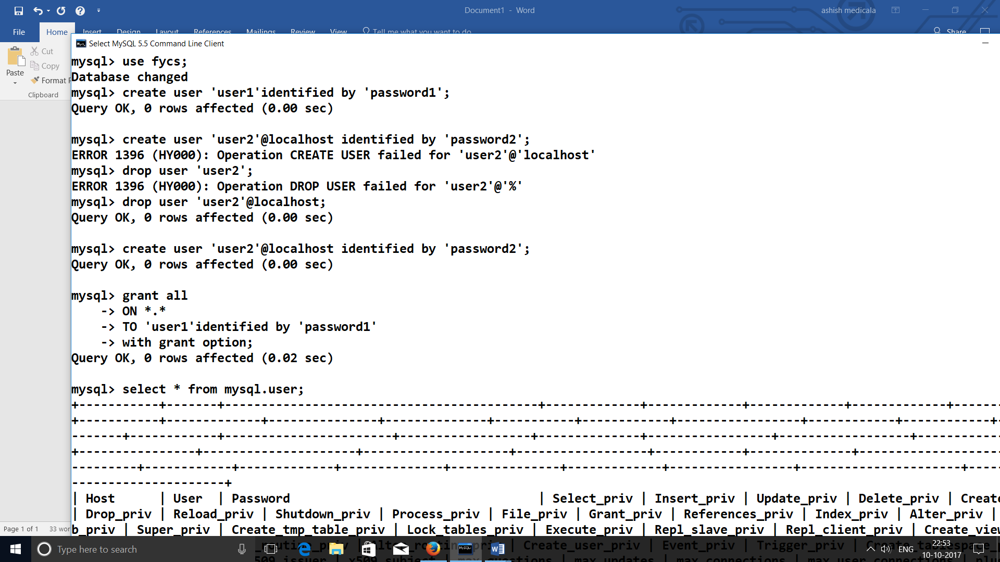 Document1 - Word
ashish medicala
File Home Insert Design Layout References Mailings Review View Tell me what you want to do Share
Select MySQL 5.5 Command Line Client
Cut
Copy
Paste
Format
Clipboard
mysql> use fycs;
Database changed
mysql> create user 'user1'identified by 'password1';
Query OK, 0 rows affected (0.00 sec)
mysql> create user 'user2'@localhost identified by 'password2';
ERROR 1396 (HY000): Operation CREATE USER failed for 'user2'@'localhost'
mysql> drop user 'user2';
ERROR 1396 (HY000): Operation DROP USER failed for 'user2'@'%'
mysql> drop user 'user2'@localhost;
Query OK, 0 rows affected (0.00 sec)
mysql> create user 'user2'@localhost identified by 'password2';
Query OK, 0 rows affected (0.00 sec)
mysql> grant all
-> ON *.*
-> TO 'user1'identified by 'password1'
-> with grant option;
Query OK, 0 rows affected (0.02 sec)
mysql> select * from mysql.user;
| Host | User | Password | Select_priv | Insert_priv | Update_priv | Delete_priv | Create
| Drop_priv | Reload_priv | Shutdown_priv | Process_priv | File_priv | Grant_priv | References_priv | Index_priv | Alter_priv |
b_priv | Super_priv | Create_tmp_table_priv | Lock_tables_priv | Execute_priv | Repl_slave_priv | Repl_client_priv | Create_view
| Create_user_priv | Event_priv | Trigger_priv | Create_tablespace_p
509_issuer | x509_subject | max_questions | max_updates | max_connections | max_user_connections | plu
Page 1 of 1 33 wor
Type here to search
MySQL
ENG
22:53
10-10-2017